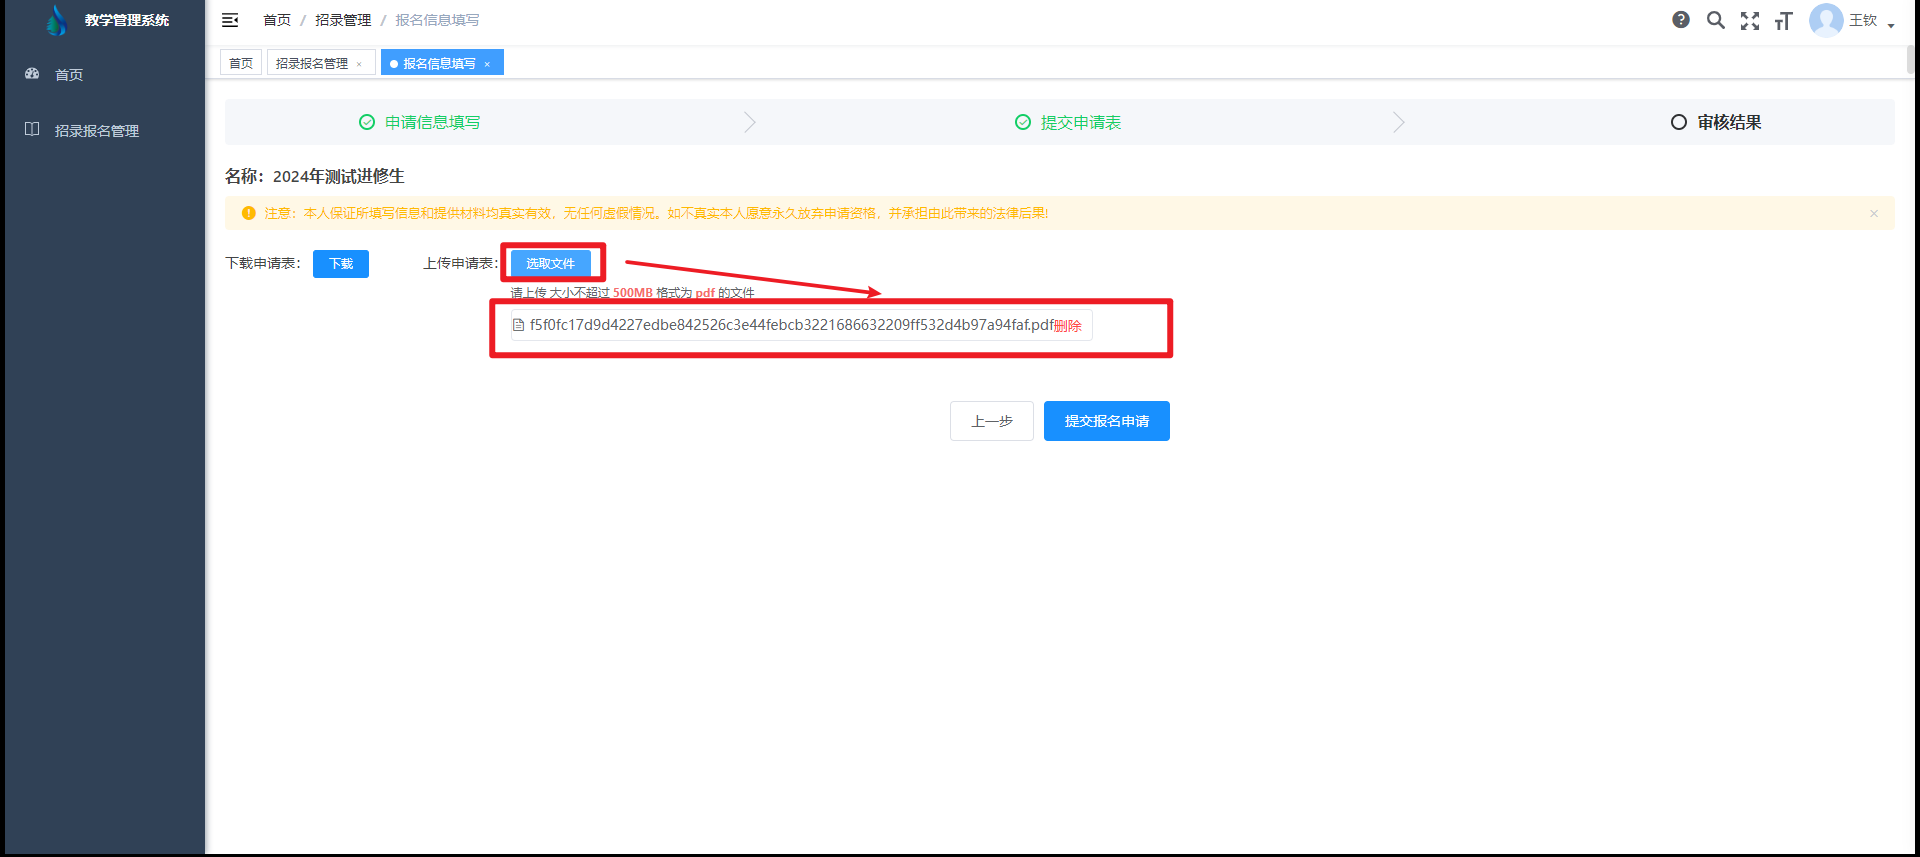 教学管理系统
首页 / 招录管理 / 报名信息填写
王钦
首页
招录报名管理
首页
招录报名管理 ×
报名信息填写 ×
申请信息填写
提交申请表
审核结果
名称：2024年测试进修生
注意：本人保证所填写信息和提供材料均真实有效，无任何虚假情况。如不真实本人愿意永久放弃申请资格，并承担由此带来的法律后果!
下载申请表： 下载 上传申请表： 选取文件
请上传 大小不超过 500MB 格式为 pdf 的文件
f5f0fc17d9d4227edbe842526c3e44febcb3221686632209ff532d4b97a94faf.pdf删除
上一步 提交报名申请